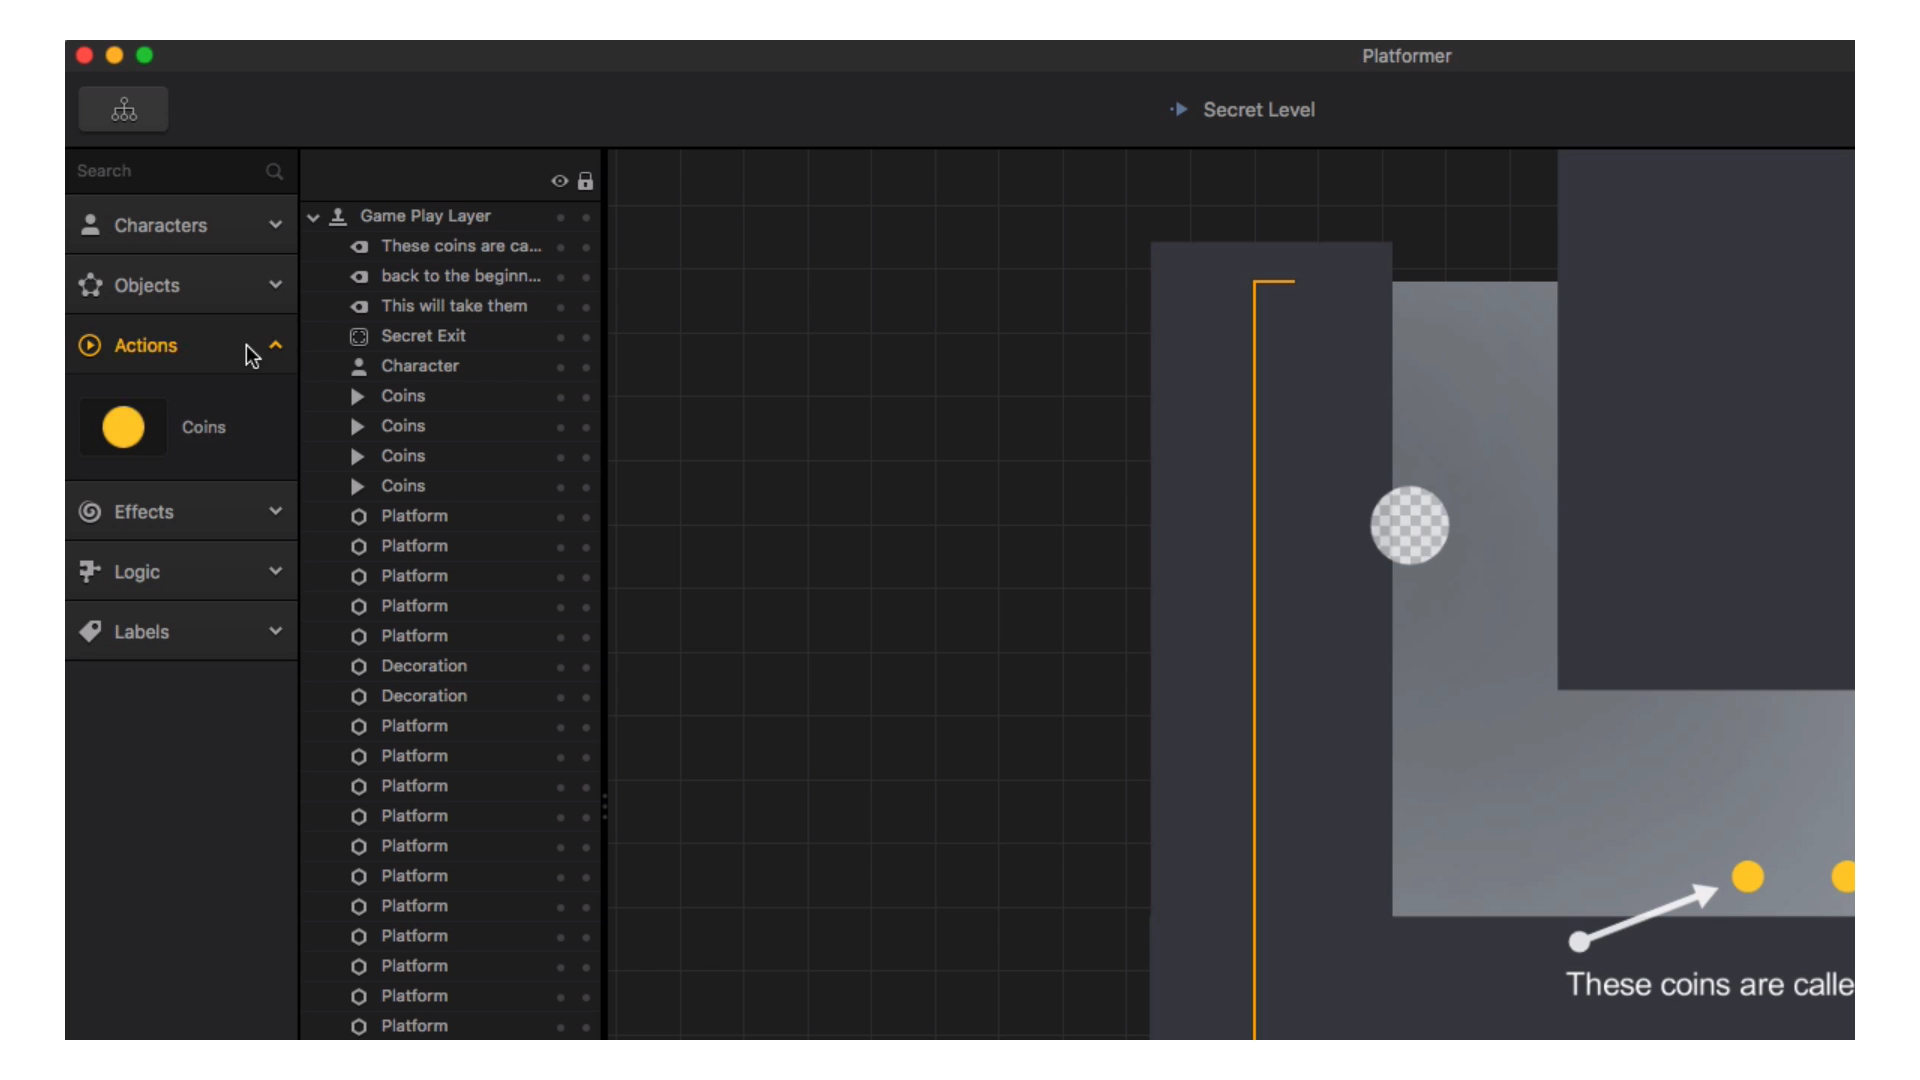 Platformer
Secret Level
Search
Characters
Objects
Actions
Coins
Effects
Logic
Labels
Game Play Layer
These coins are ca...
back to the beginn...
This will take them
Secret Exit
Character
Coins
Coins
Coins
Coins
Platform
Platform
Platform
Platform
Platform
Decoration
Decoration
Platform
Platform
Platform
Platform
Platform
Platform
Platform
Platform
Platform
Platform
Platform
These coins are calle